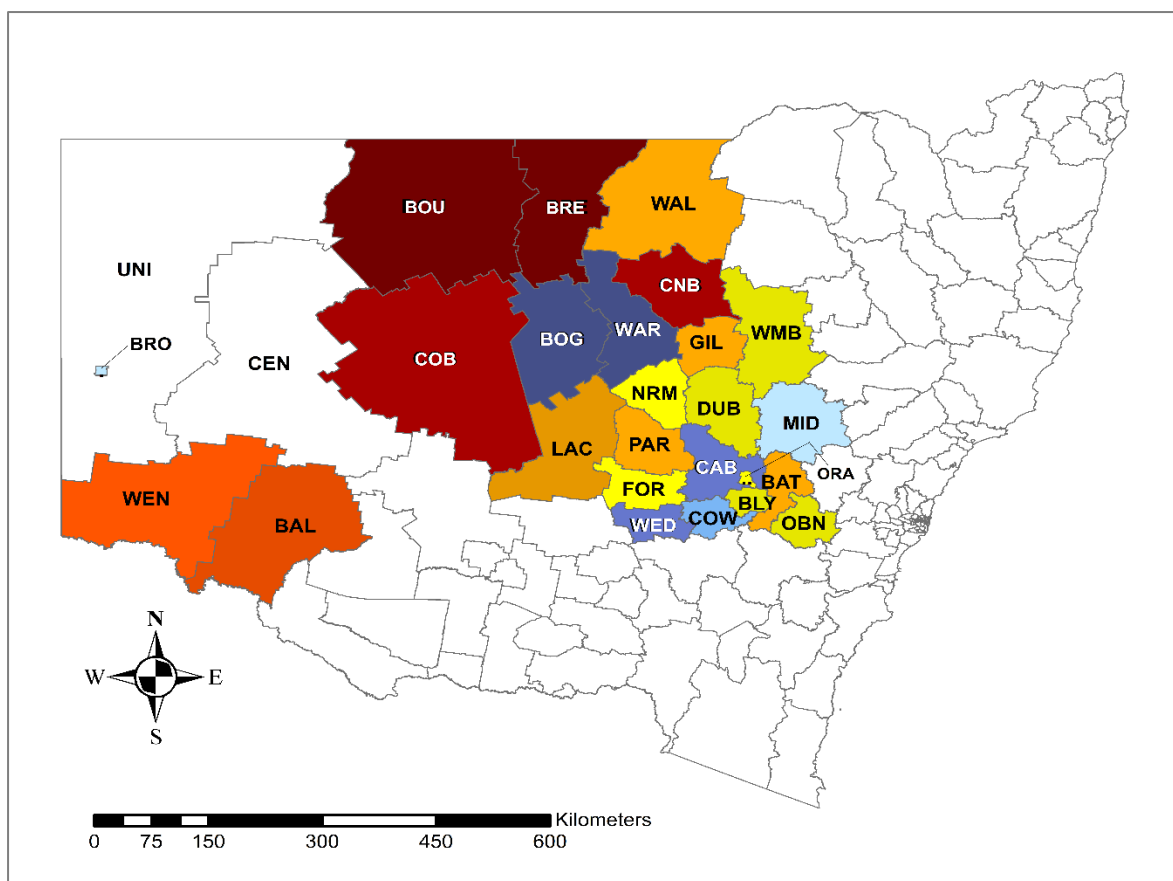 BOU
BRE
WAL
UNI
CNB
BRO
CEN
COB
BOG
WAR
GIL
WMB
NRM
DUB
MID
LAC
PAR
CAB
ORA
WEN
FOR
BAT
BLY
BAL
WED
COW
OBN
N
W
E
S
Kilometers
0 75 150 300 450 600